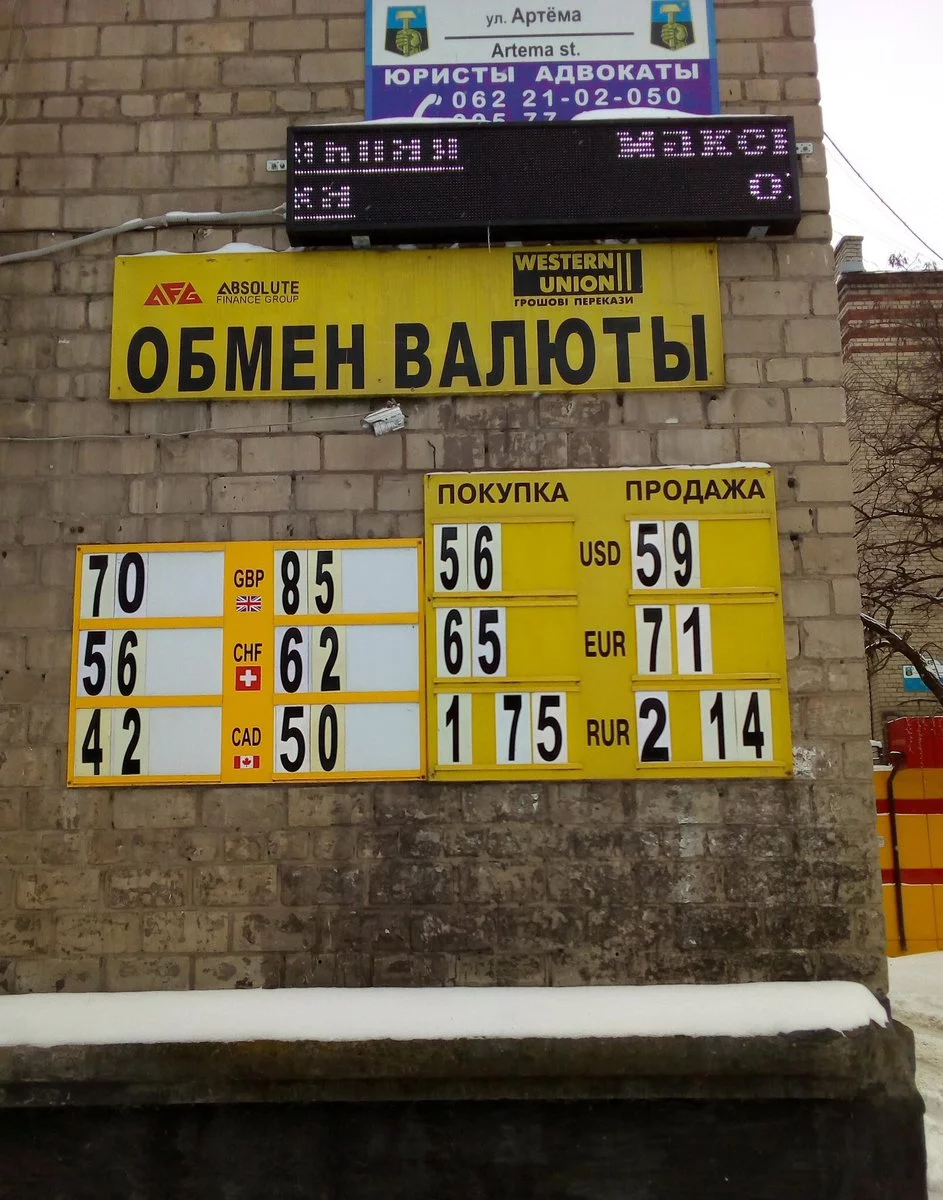 ул. Артёма
Artema st.
ЮРИСТЫ АДВОКАТЫ
062 21-02-050
AFG ABSOLUTE
FINANCE GROUP
WESTERN
UNION
ГРОШОВІ ПЕРЕКАЗИ
ОБМЕН ВАЛЮТЫ
ПОКУПКА ПРОДАЖА
56 USD 59
65 EUR 71
1 75 RUR 2 14
70 GBP 85
56 CHF 62
42 CAD 50